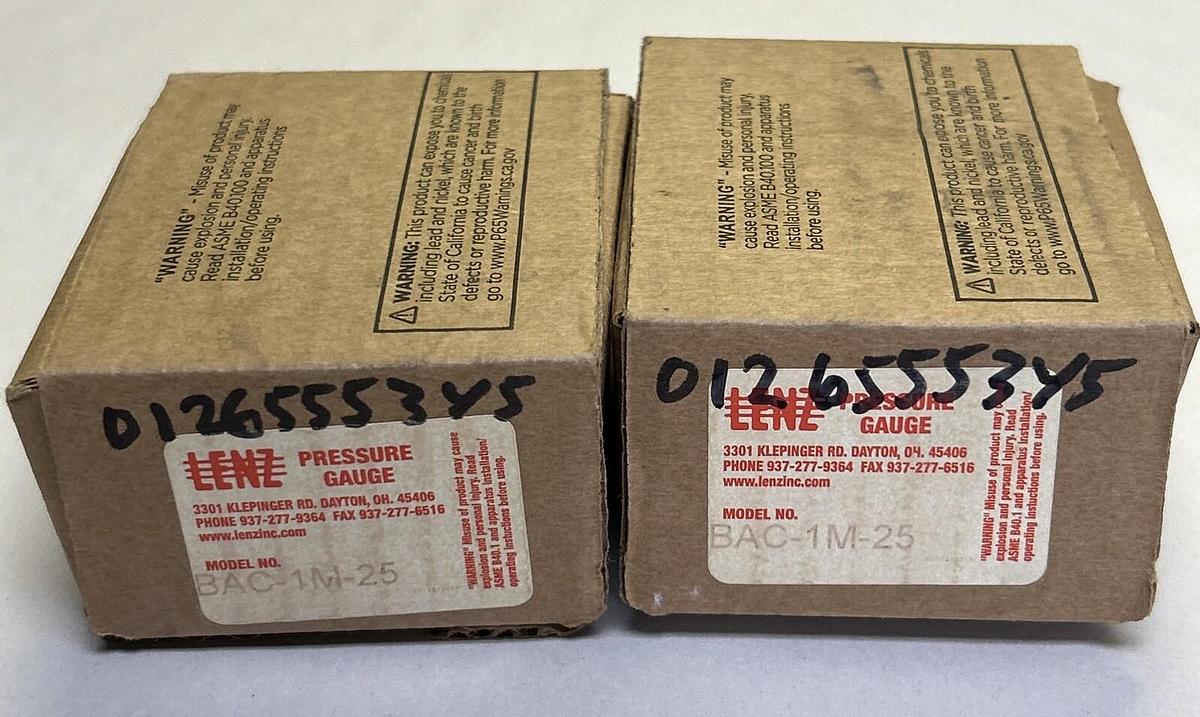 "WARNING" - Misuse of product may
cause explosion and personal injury.
Read ASME B40.100 and apparatus
installation/operating instructions
before using.
⚠ WARNING: This product can expose you to chemicals
including lead and nickel, which are known to the
State of California to cause cancer and birth
defects or reproductive harm. For more information
go to www.P65Warnings.ca.gov
0126555345
LENZ
PRESSURE
GAUGE
3301 KLEPINGER RD. DAYTON, OH. 45406
PHONE 937-277-9364 FAX 937-277-6516
www.lenzinc.com
MODEL NO.
BAC-1M-25
"WARNING" Misuse of product may cause
explosion and personal injury. Read
ASME B40.1 and apparatus installation/
operating instuctions before using.
"WARNING" - Misuse of product may
cause explosion and personal injury.
Read ASME B40.100 and apparatus
installation/operating instructions
before using.
⚠ WARNING: This product can expose you to chemicals
including lead and nickel, which are known to the
State of California to cause cancer and birth
defects or reproductive harm. For more information
go to www.P65Warnings.ca.gov
0126555345
LENZ
PRESSURE
GAUGE
3301 KLEPINGER RD. DAYTON, OH. 45406
PHONE 937-277-9364 FAX 937-277-6516
www.lenzinc.com
MODEL NO.
BAC-1M-25
"WARNING" Misuse of product may
explosion and personal injury. Read
ASME B40.1 and apparatus installation/
operating instuctions before using.